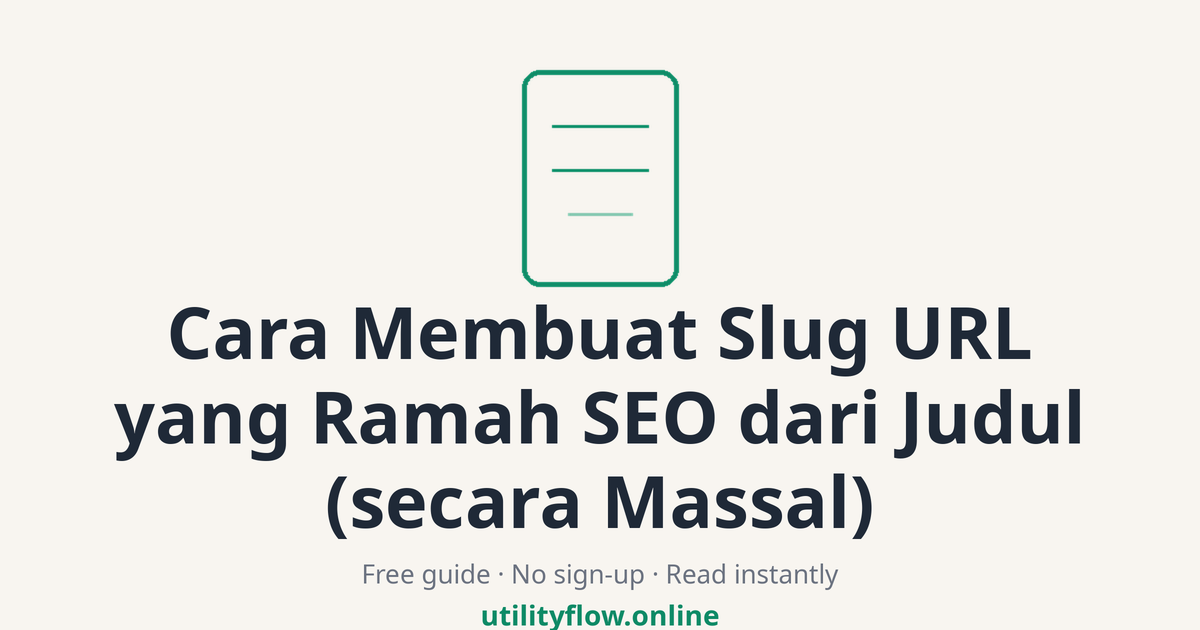 Cara Membuat Slug URL
yang Ramah SEO dari Judul
(secara Massal)
Free guide · No sign-up · Read instantly
utilityflow.online